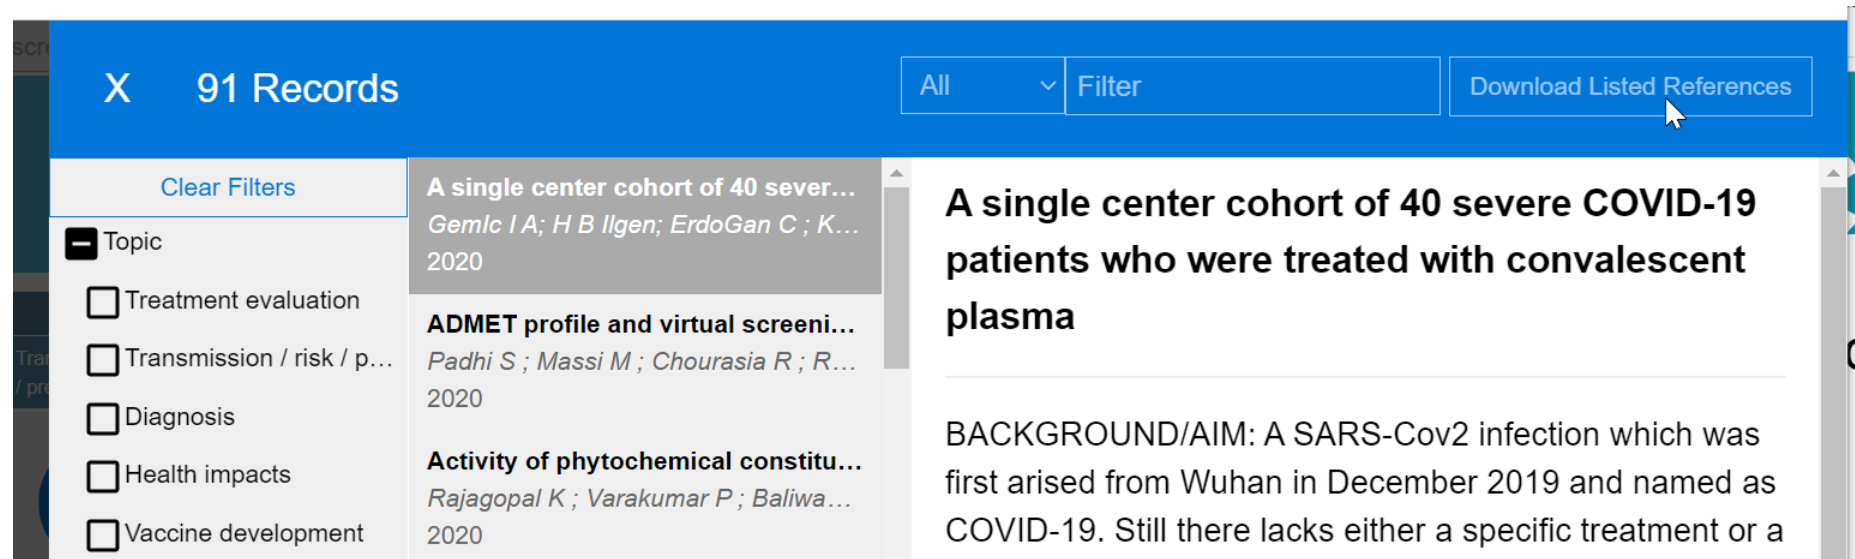 X 91 Records All Filter Download Listed References
Clear Filters
Topic
Treatment evaluation
Transmission / risk / p...
Diagnosis
Health impacts
Vaccine development
A single center cohort of 40 sever...
Gemlc I A; H B Ilgen; ErdoGan C ; K...
2020
ADMET profile and virtual screeni...
Padhi S ; Massi M ; Chourasia R ; R...
2020
Activity of phytochemical constitu...
Rajagopal K ; Varakumar P ; Baliwa...
2020
A single center cohort of 40 severe COVID-19
patients who were treated with convalescent
plasma
BACKGROUND/AIM: A SARS-Cov2 infection which was
first arised from Wuhan in December 2019 and named as
COVID-19. Still there lacks either a specific treatment or a